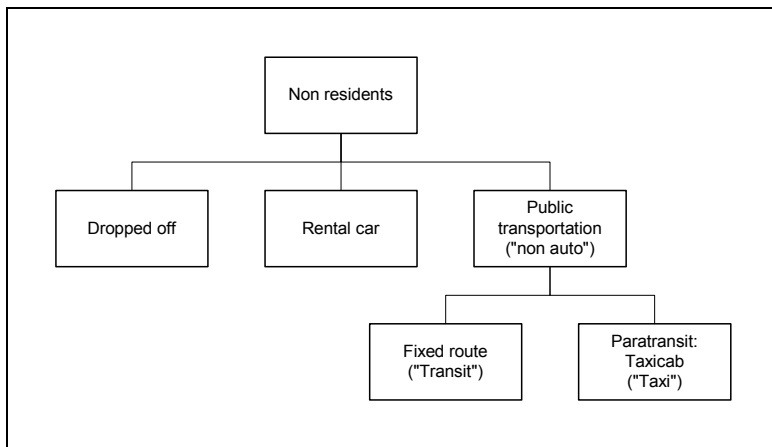 Non residents
Dropped off
Rental car
Public
transportation
("non auto")
Fixed route
("Transit")
Paratransit:
Taxicab
("Taxi")